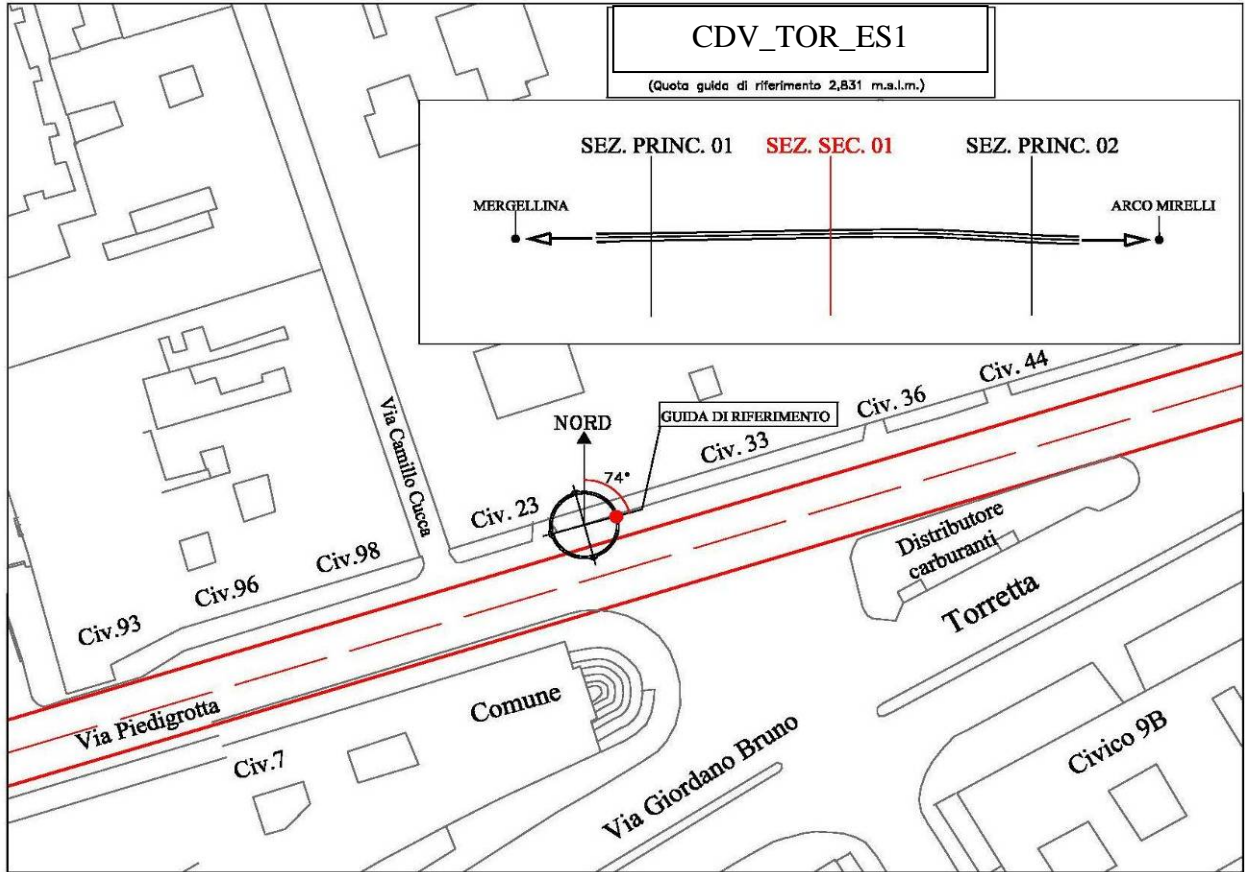 CDV_TOR_ES1
(Quota guida di riferimento 2,831 m.s.l.m.)
SEZ. PRINC. 01
SEZ. SEC. 01
SEZ. PRINC. 02
MERGELLINA
ARCO MIRELLI
Civ. 44
Civ. 36
GUIDA DI RIFERIMENTO
NORD
Via Camillo Cucca
Civ. 33
74°
Civ. 23
Distributore
carburanti
Civ.98
Civ.96
Torretta
Civ.93
Comune
Via Piedigrotta
Civ.7
Via Giordano Bruno
Civico 9B